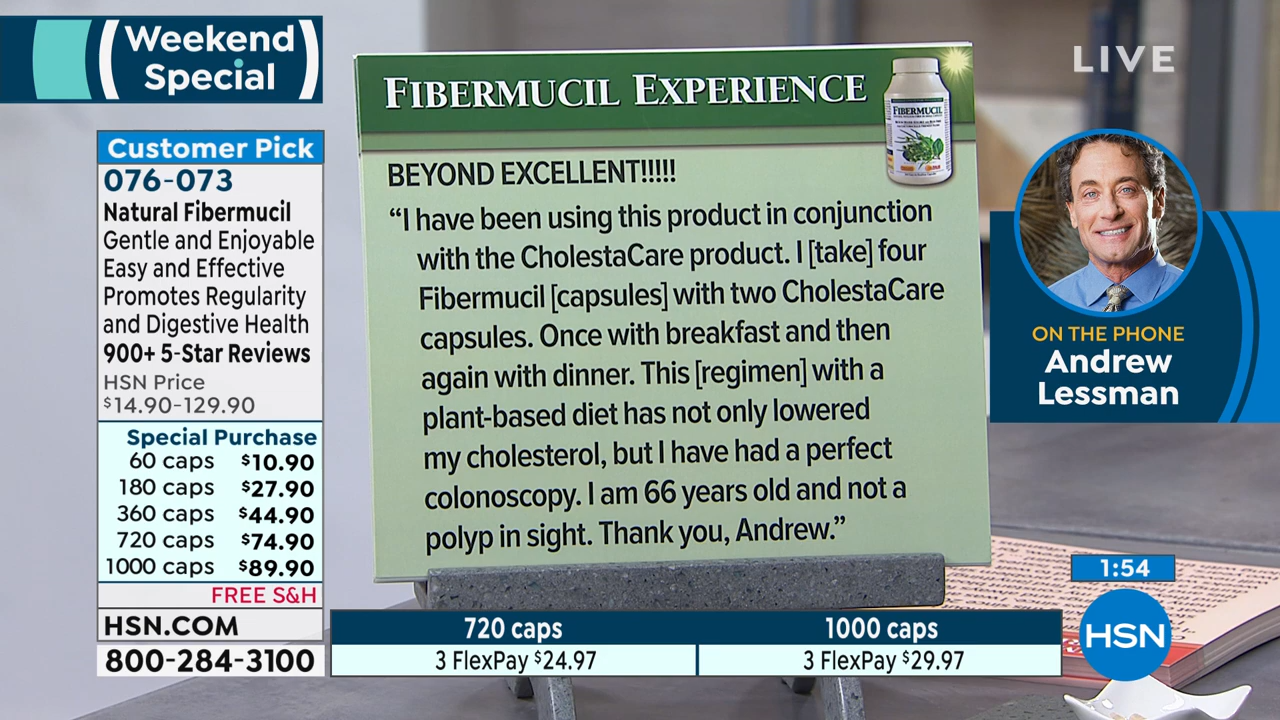 (Weekend
Special)
Customer Pick
076-073
Natural Fibermucil
Gentle and Enjoyable
Easy and Effective
Promotes Regularity
and Digestive Health
900+ 5-Star Reviews
HSN Price
$14.90-129.90
Special Purchase
60 caps $10.90
180 caps $27.90
360 caps $44.90
720 caps $74.90
1000 caps $89.90
FREE S&H
HSN.COM
800-284-3100
FIBERMUCIL EXPERIENCE
FIBERMUCIL
BEYOND EXCELLENT!!!!!
“I have been using this product in conjunction
with the CholestaCare product. I [take] four
Fibermucil [capsules] with two CholestaCare
capsules. Once with breakfast and then
again with dinner. This [regimen] with a
plant-based diet has not only lowered
my cholesterol, but I have had a perfect
colonoscopy. I am 66 years old and not a
polyp in sight. Thank you, Andrew.”
720 caps 1000 caps
3 FlexPay $24.97 3 FlexPay $29.97
LIVE
ON THE PHONE
Andrew
Lessman
1:54
HSN